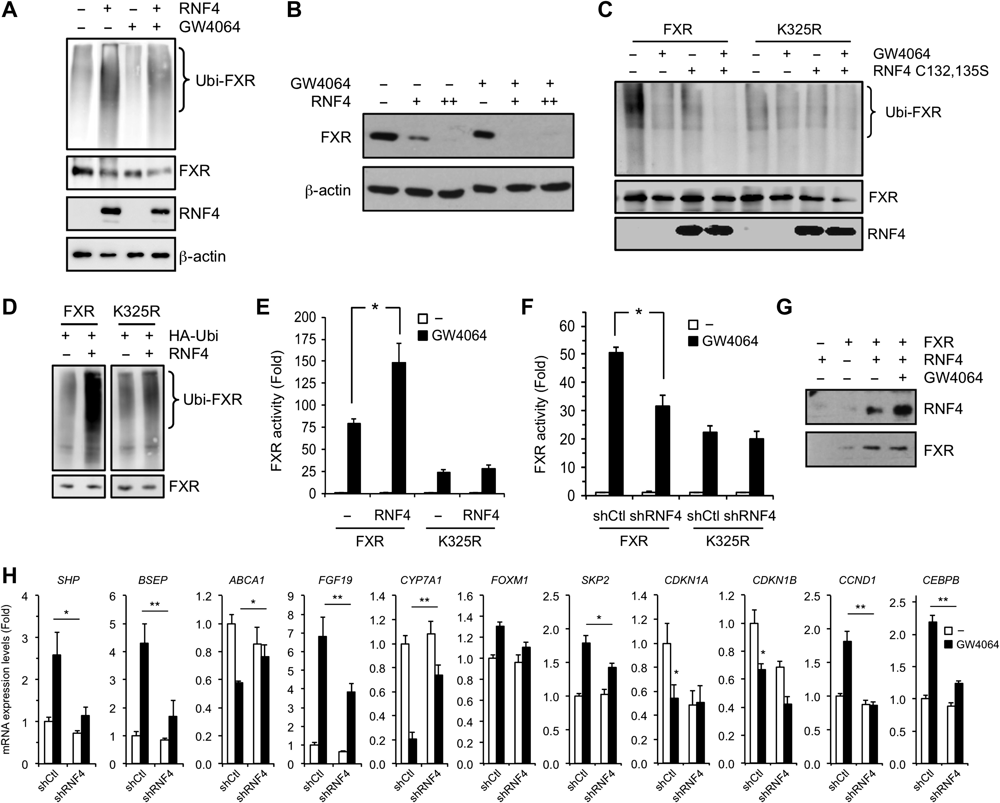 A
– + – + RNF4
– – + + GW4064
Ubi-FXR
FXR
RNF4
β-actin
B
GW4064 – – – + + +
RNF4 – + ++ – + ++
FXR
β-actin
C
FXR K325R
– + – + – + – + GW4064
– – + + – – + + RNF4 C132,135S
Ubi-FXR
FXR
RNF4
D
FXR K325R
+ + + + HA-Ubi
– + – + RNF4
Ubi-FXR
FXR
E
*
– 
GW4064
FXR activity (Fold)
200
175
150
125
100
75
50
25
0
– RNF4 – RNF4
FXR K325R
F
*
–
GW4064
FXR activity (Fold)
60
50
40
30
20
10
0
shCtl shRNF4 shCtl shRNF4
FXR K325R
G
– + + + FXR
+ – + + RNF4
– – – + GW4064
RNF4
FXR
H
mRNA expression levels (Fold)
SHP
4
3
2
1
0
*
shCtl
shRNF4
BSEP
6
5
4
3
2
1
0
**
shCtl
shRNF4
ABCA1
1.2
1.0
0.8
0.6
0.4
0.2
0.0
*
shCtl
shRNF4
FGF19
9
8
7
6
5
4
3
2
1
0
**
shCtl
shRNF4
CYP7A1
1.4
1.2
1.0
0.8
0.6
0.4
0.2
0.0
**
shCtl
shRNF4
FOXM1
1.6
1.4
1.2
1.0
0.8
0.6
0.4
0.2
0.0
shCtl
shRNF4
SKP2
2.5
2.0
1.5
1.0
0.5
0.0
*
shCtl
shRNF4
CDKN1A
1.4
1.2
1.0
0.8
0.6
0.4
0.2
0.0
*
shCtl
shRNF4
CDKN1B
1.2
1.0
0.8
0.6
0.4
0.2
0.0
*
shCtl
shRNF4
CCND1
2.5
2.0
1.5
1.0
0.5
0.0
**
shCtl
shRNF4
CEBPB
2.5
2.0
1.5
1.0
0.5
0.0
**
shCtl
shRNF4
–
GW4064